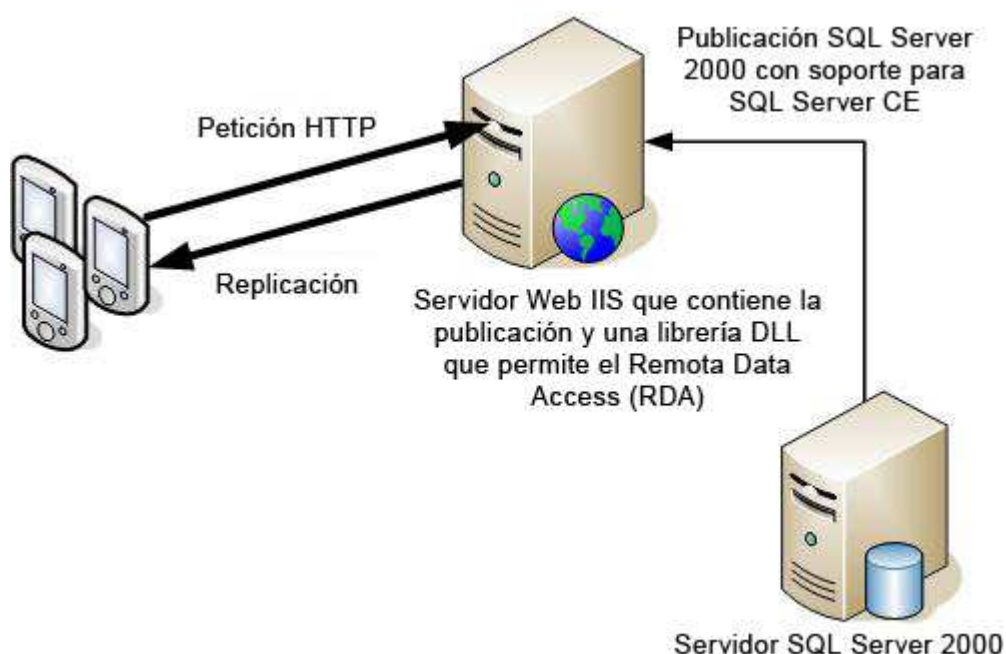 Publicación SQL Server
2000 con soporte para
SQL Server CE
Petición HTTP
Replicación
Servidor Web IIS que contiene la
publicación y una librería DLL
que permite el Remota Data
Access (RDA)
Servidor SQL Server 2000